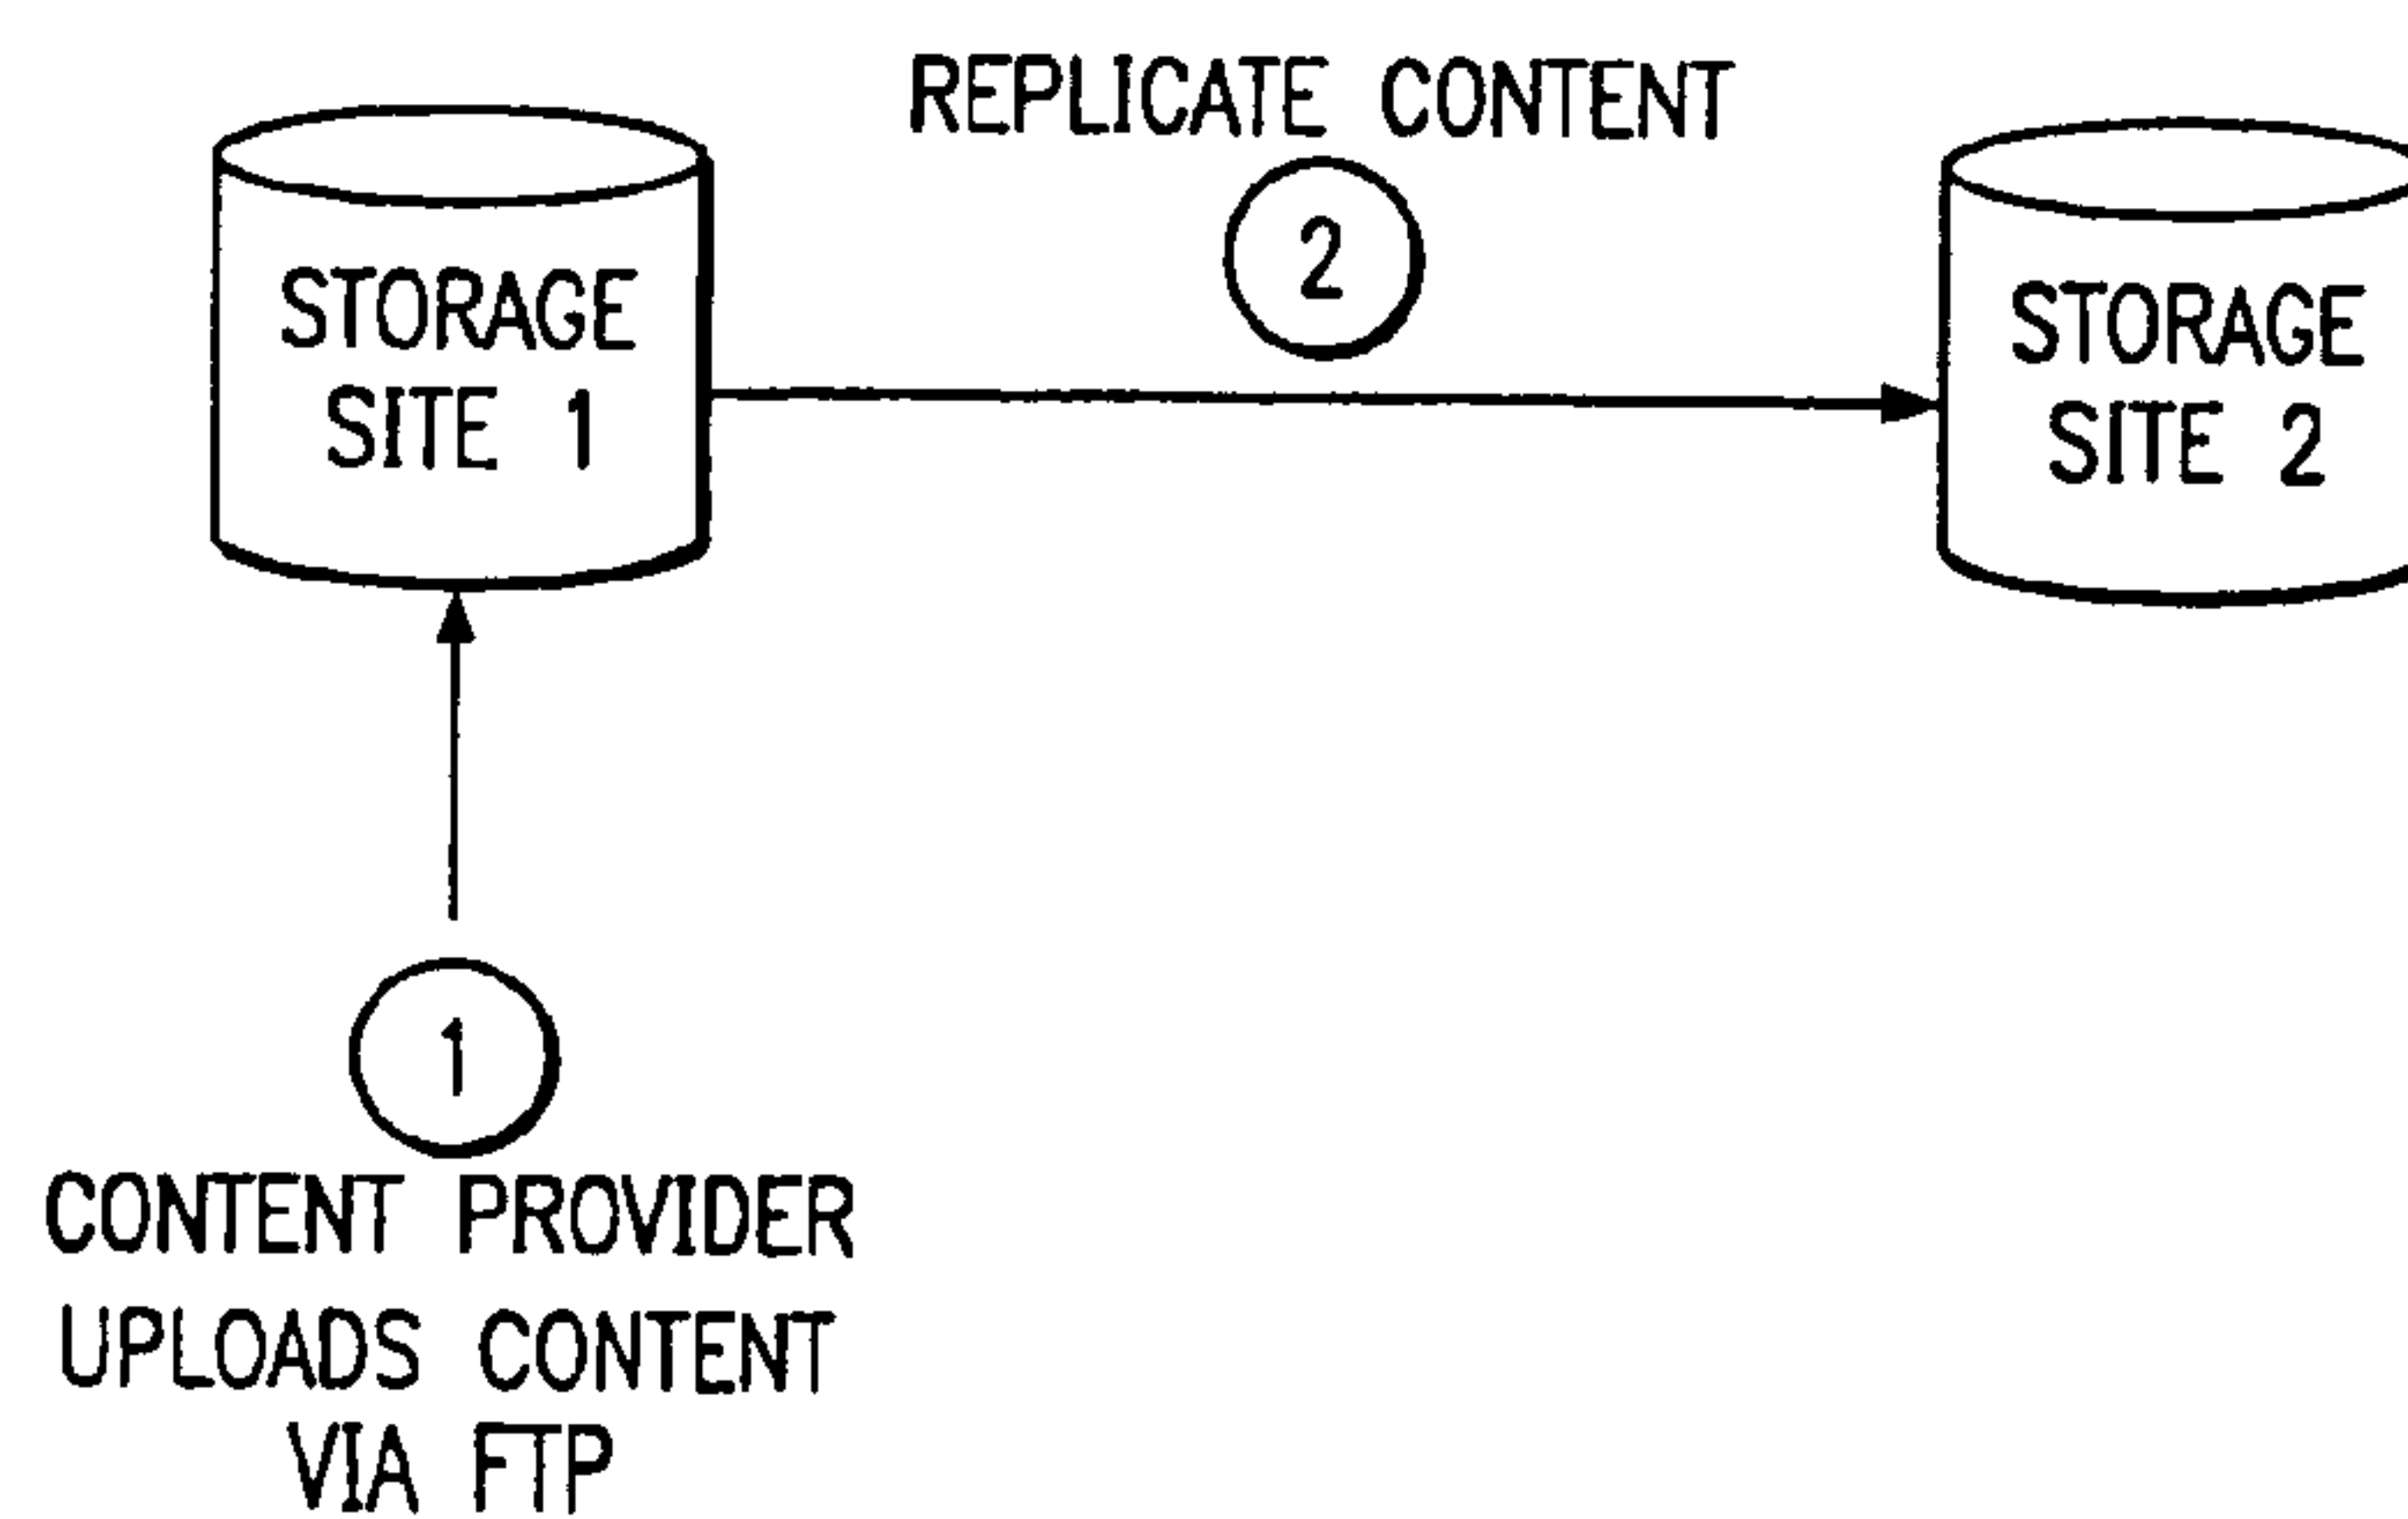 REPLICATE CONTENT
2
STORAGE
SITE 1
STORAGE
SITE 2
1
CONTENT PROVIDER
UPLOADS CONTENT
VIA FTP